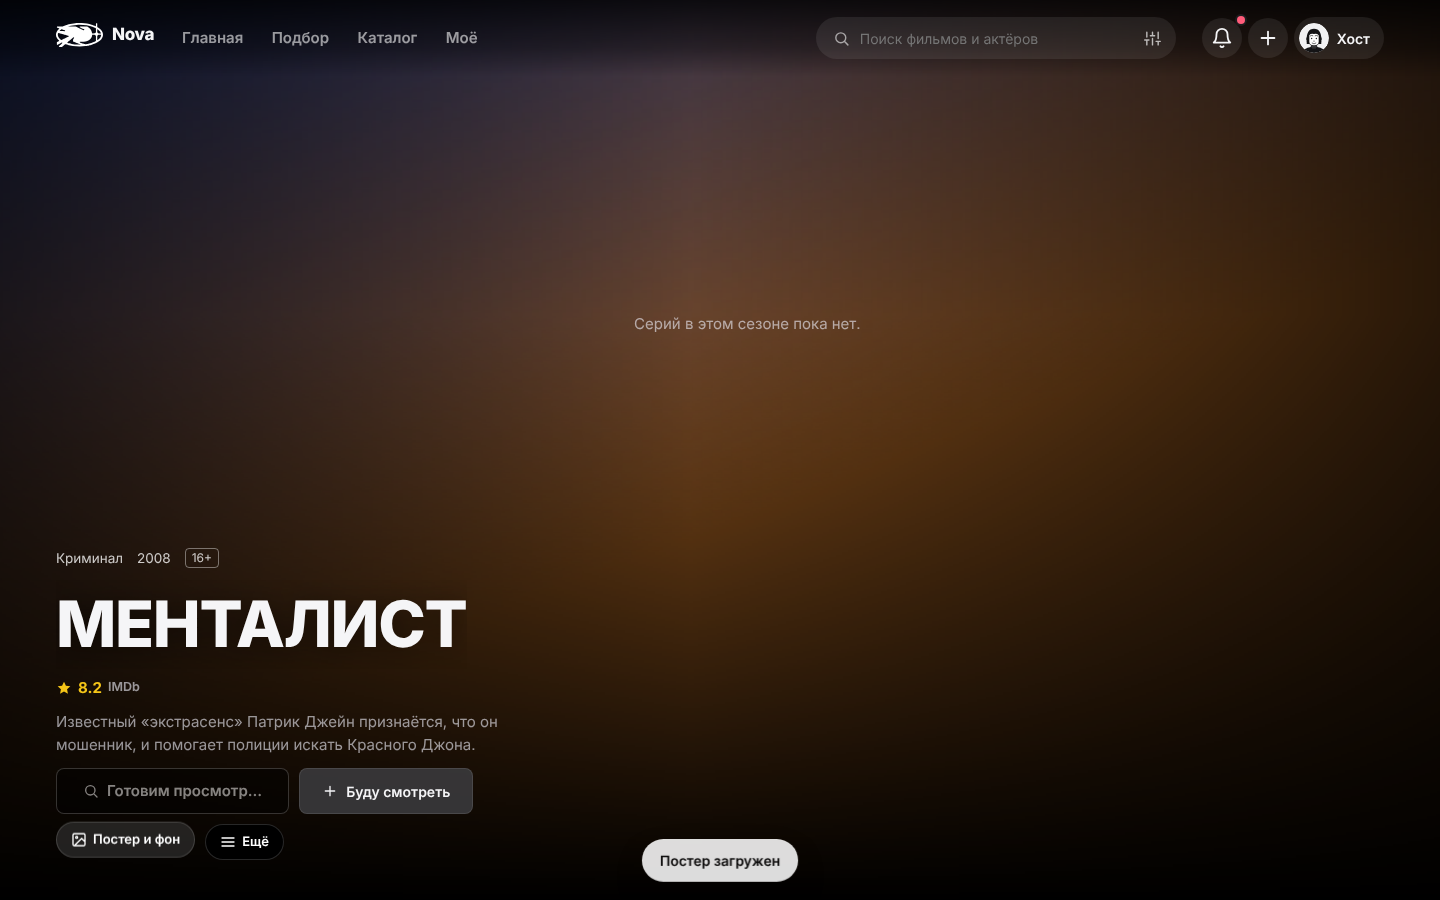 Nova
Главная
Подбор
Каталог
Моё
Поиск фильмов и актёров
Хост
Серий в этом сезоне пока нет.
Криминал 2008 16+
МЕНТАЛИСТ
8.2 IMDb
Известный «экстрасенс» Патрик Джейн признаётся, что он
мошенник, и помогает полиции искать Красного Джона.
Готовим просмотр...
Буду смотреть
Постер и фон
Ещё
Постер загружен